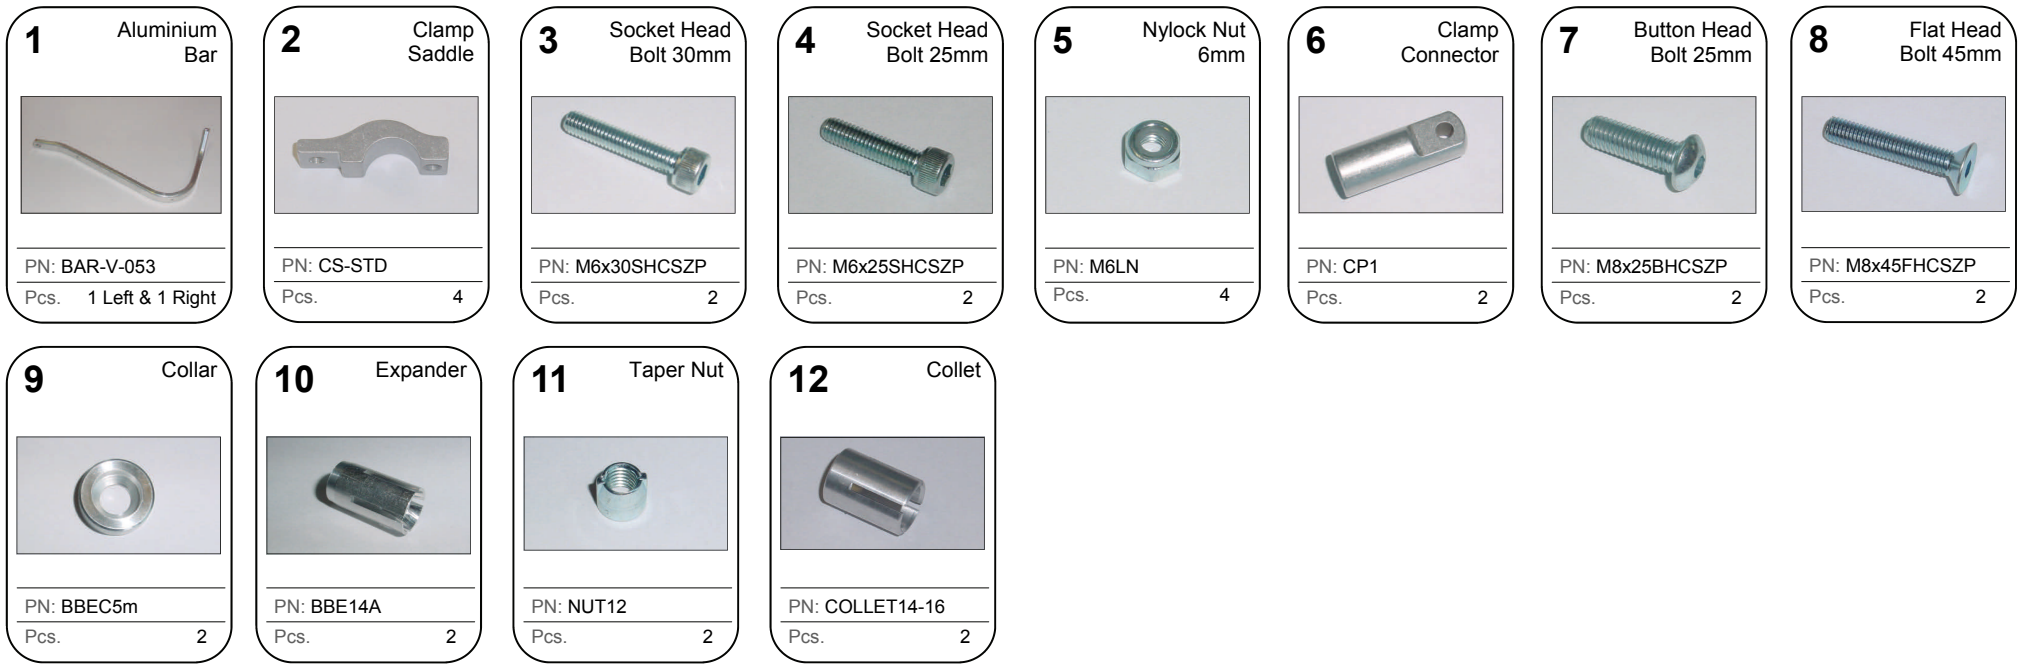 1
Aluminium
Bar
PN: BAR-V-053
Pcs. 1 Left & 1 Right
2
Clamp
Saddle
PN: CS-STD
Pcs. 4
3
Socket Head
Bolt 30mm
PN: M6x30SHCSZP
Pcs. 2
4
Socket Head
Bolt 25mm
PN: M6x25SHCSZP
Pcs. 2
5
Nylock Nut
6mm
PN: M6LN
Pcs. 4
6
Clamp
Connector
PN: CP1
Pcs. 2
7
Button Head
Bolt 25mm
PN: M8x25BHCSZP
Pcs. 2
8
Flat Head
Bolt 45mm
PN: M8x45FHCSZP
Pcs. 2
9
Collar
PN: BBEC5m
Pcs. 2
10
Expander
PN: BBE14A
Pcs. 2
11
Taper Nut
PN: NUT12
Pcs. 2
12
Collet
PN: COLLET14-16
Pcs. 2